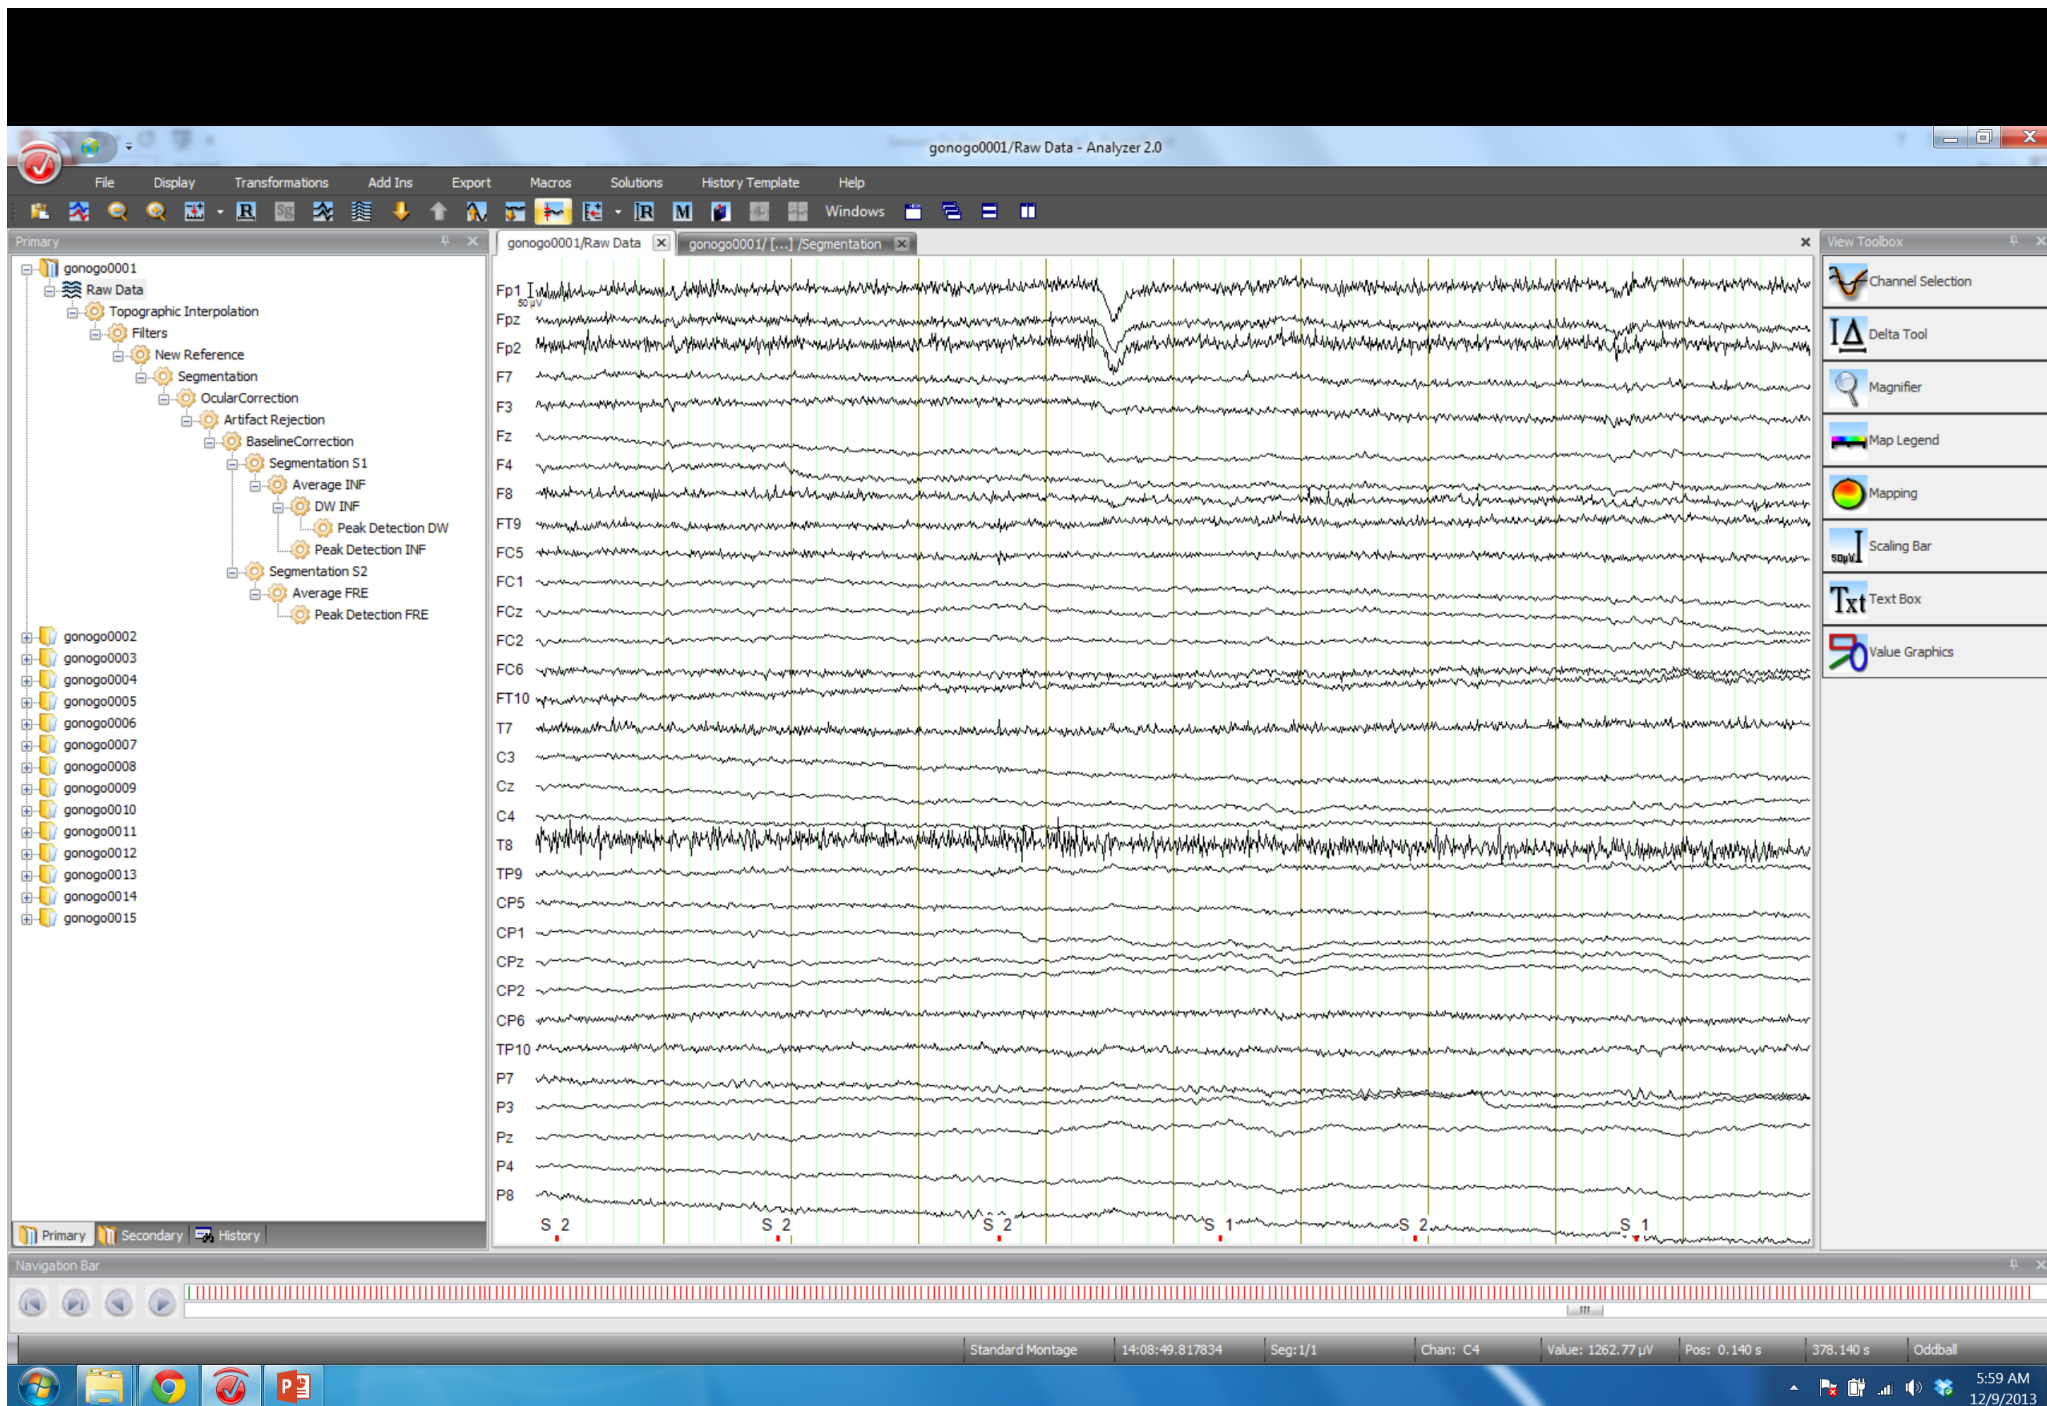 gonogo0001/Raw Data - Analyzer 2.0
File Display Transformations Add Ins Export Macros Solutions History Template Help
R Sg R M Windows
Primary
gonogo0001
Raw Data
Topographic Interpolation
Filters
New Reference
Segmentation
OcularCorrection
Artifact Rejection
BaselineCorrection
Segmentation S1
Average INF
DW INF
Peak Detection DW
Peak Detection INF
Segmentation S2
Average FRE
Peak Detection FRE
gonogo0002
gonogo0003
gonogo0004
gonogo0005
gonogo0006
gonogo0007
gonogo0008
gonogo0009
gonogo0010
gonogo0011
gonogo0012
gonogo0013
gonogo0014
gonogo0015
Primary Secondary History
gonogo0001/Raw Data gonogo0001/ [...] /Segmentation
Fp1
50 µV
Fpz
Fp2
F7
F3
Fz
F4
F8
FT9
FC5
FC1
FCz
FC2
FC6
FT10
T7
C3
Cz
C4
T8
TP9
CP5
CP1
CPz
CP2
CP6
TP10
P7
P3
Pz
P4
P8
S 2 S 2 S 2 S 1 S 2 S 1
View Toolbox
Channel Selection
Delta Tool
Magnifier
Map Legend
Mapping
50µV Scaling Bar
Txt Text Box
Value Graphics
Navigation Bar
Standard Montage 14:08:49.817834 Seg:1/1 Chan: C4 Value: 1262.77 µV Pos: 0.140 s 378.140 s Oddball
5:59 AM
12/9/2013